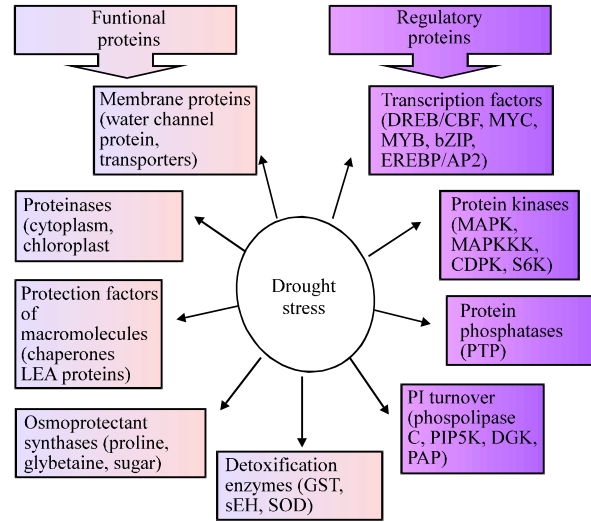 Funtional
proteins
Regulatory
proteins
Membrane proteins
(water channel
protein,
transporters)
Transcription factors
(DREB/CBF, MYC,
MYB, bZIP,
EREBP/AP2)
Proteinases
(cytoplasm,
chloroplast
Protein kinases
(MAPK,
MAPKKK,
CDPK, S6K)
Drought
stress
Protection factors
of
macromolecules
(chaperones
LEA proteins)
Protein
phosphatases
(PTP)
Osmoprotectant
synthases (proline,
glybetaine, sugar)
PI turnover
(phospolipase
C, PIP5K, DGK,
PAP)
Detoxification
enzymes (GST,
sEH, SOD)